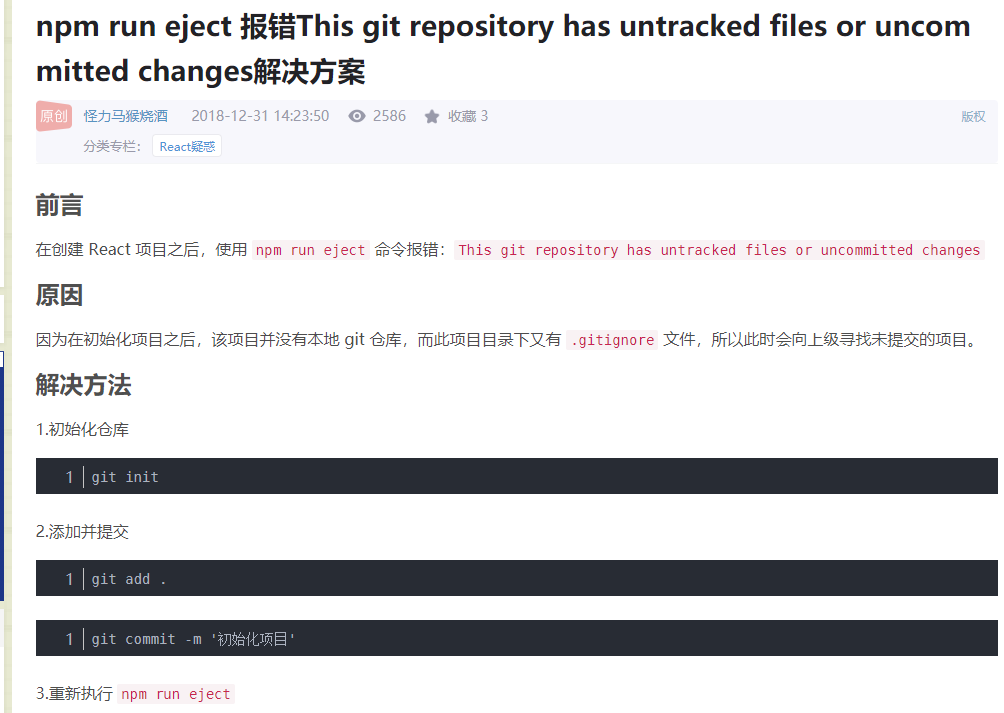 npm run eject 报错This git repository has untracked files or uncom
mitted changes解决方案
原创 怪力马猴烧酒 2018-12-31 14:23:50 2586 收藏 3 版权
分类专栏： React疑惑
前言
在创建 React 项目之后，使用 npm run eject 命令报错：This git repository has untracked files or uncommitted changes
原因
因为在初始化项目之后，该项目并没有本地 git 仓库，而此项目目录下又有 .gitignore 文件，所以此时会向上级寻找未提交的项目。
解决方法
1.初始化仓库
1 git init
2.添加并提交
1 git add .
1 git commit -m '初始化项目'
3.重新执行 npm run eject